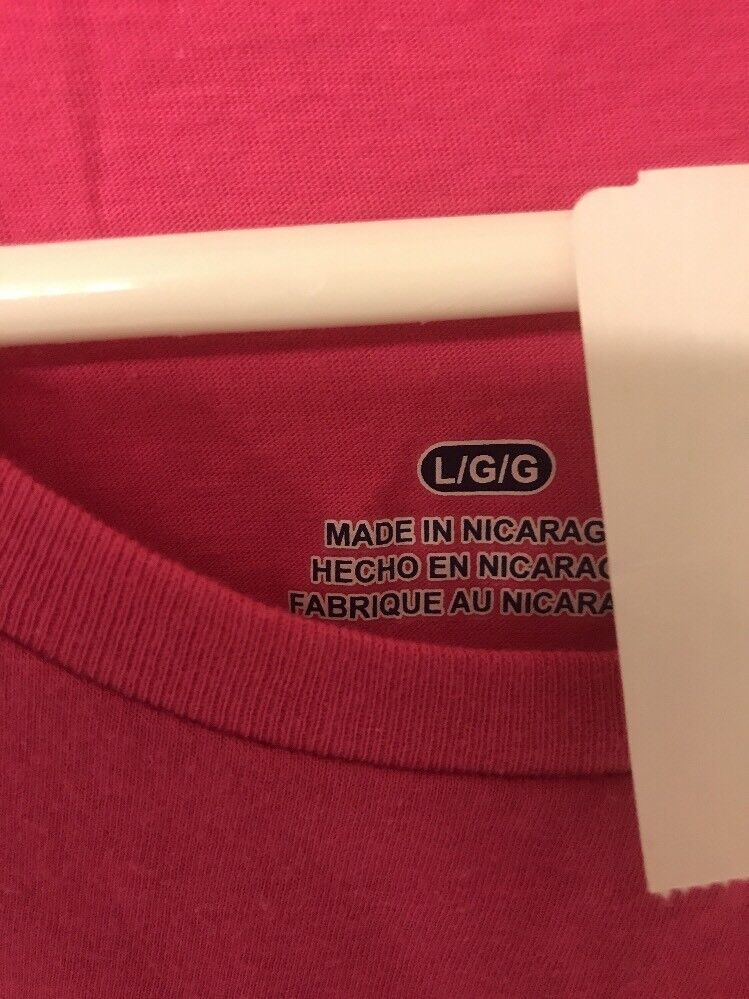 L/G/G
MADE IN NICARAG
HECHO EN NICARAG
FABRIQUE AU NICARA